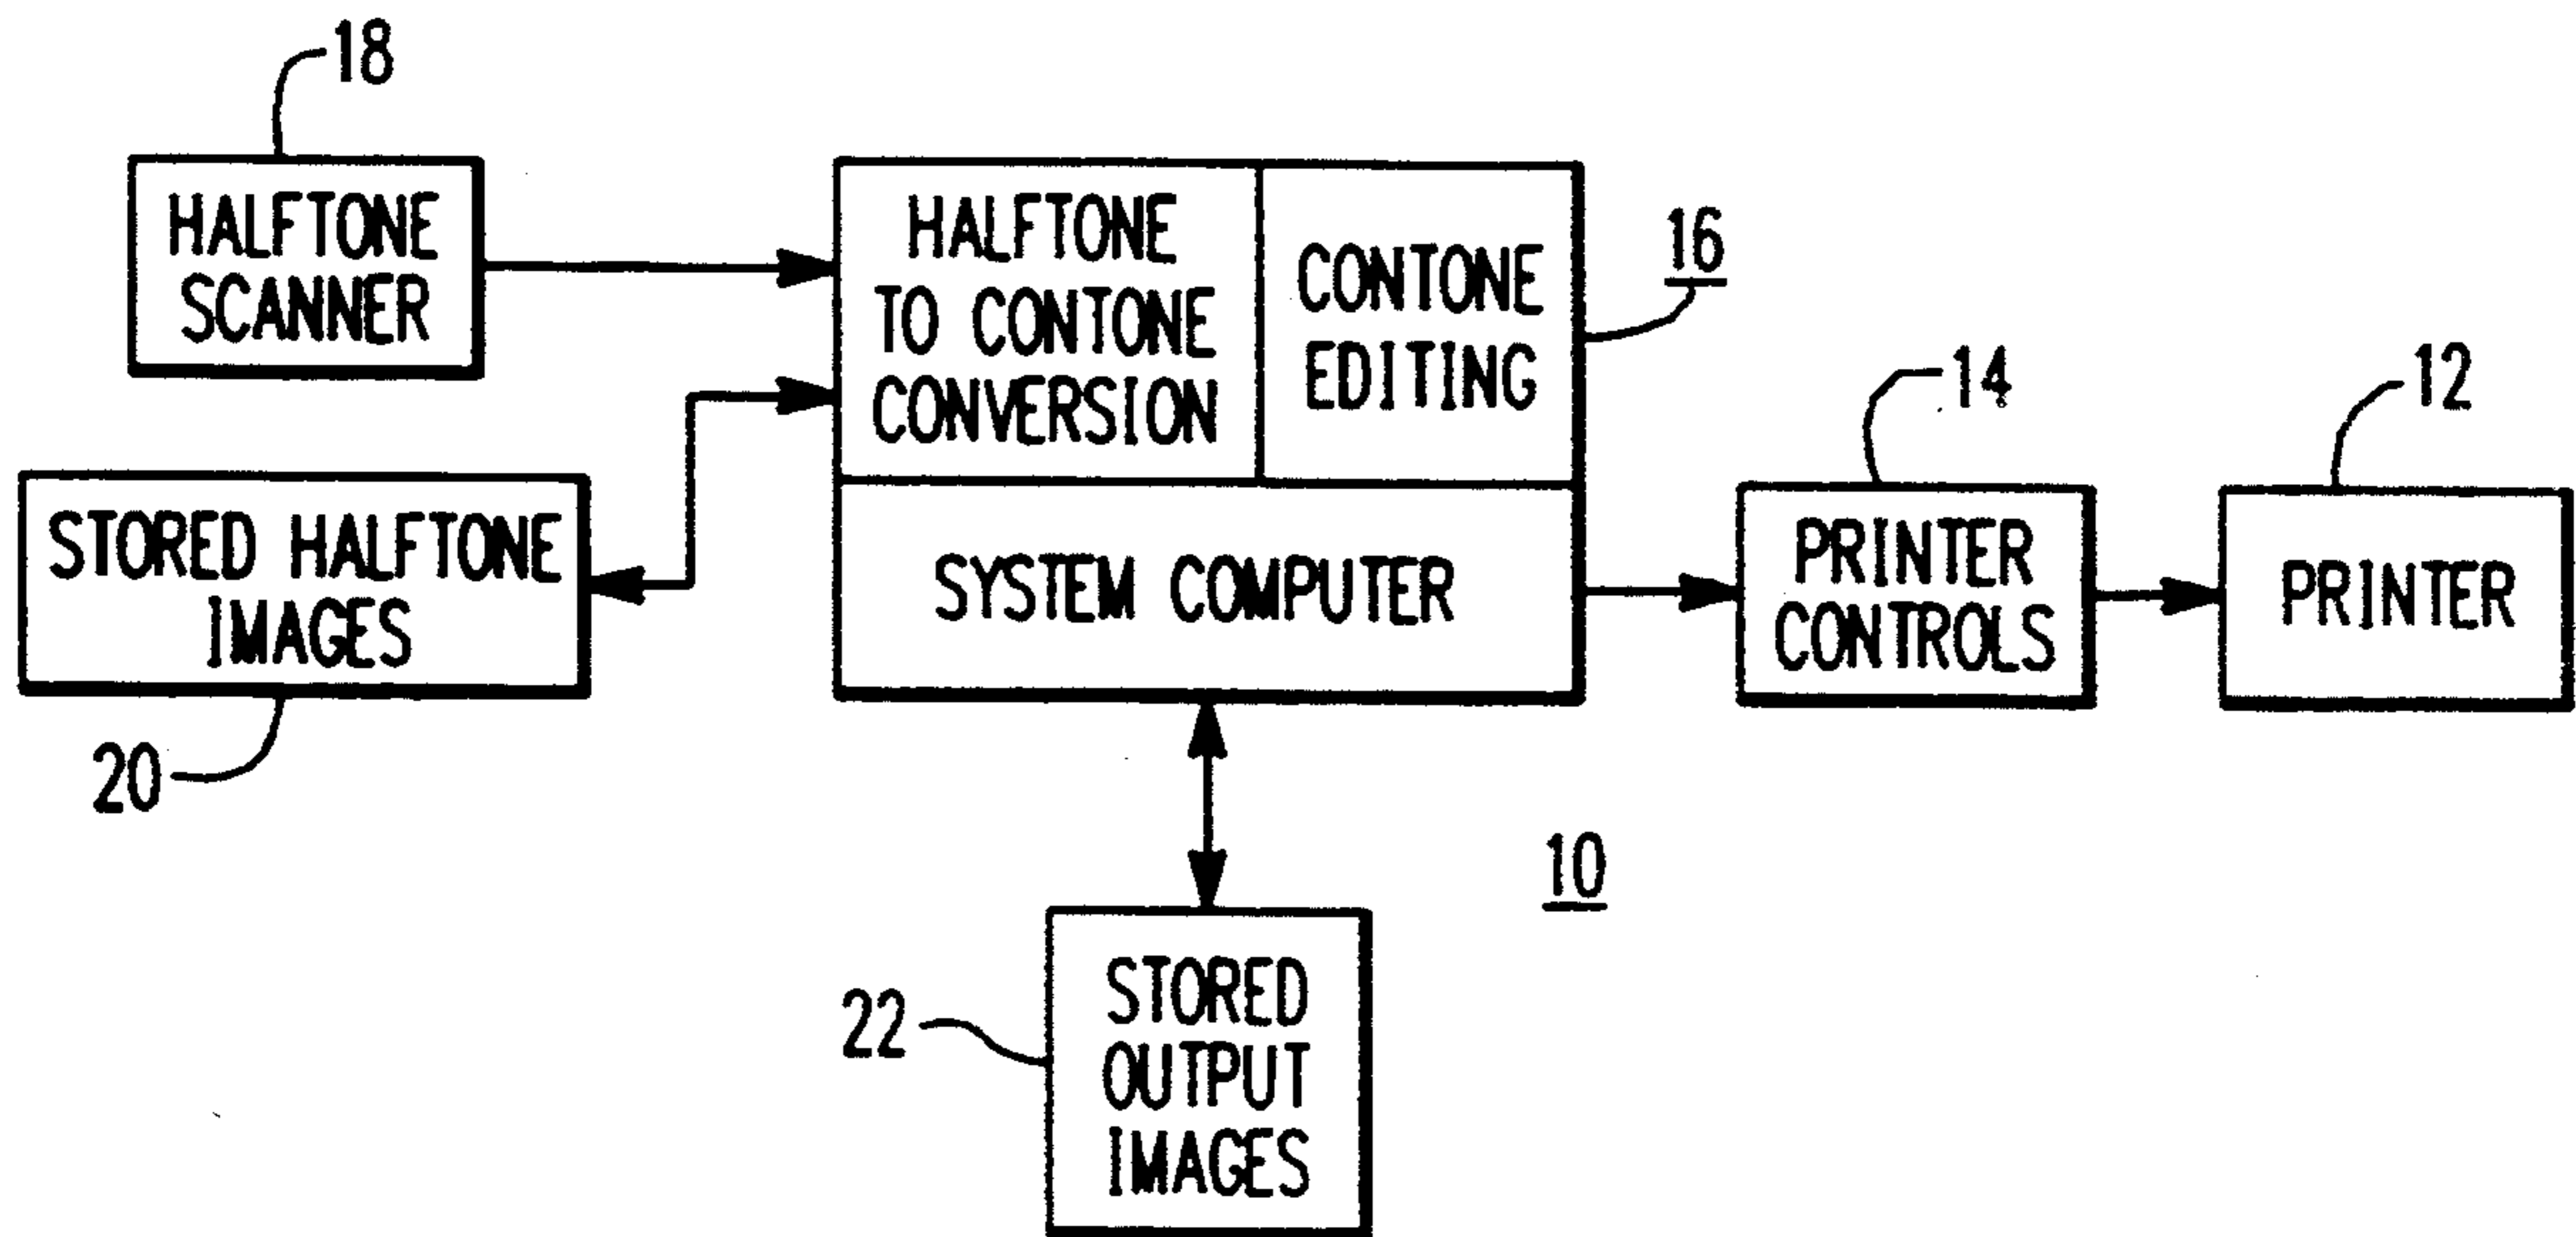 18
HALFTONE
SCANNER
HALFTONE
TO CONTONE
CONVERSION
CONTONE
EDITING
16
14
12
STORED HALFTONE
IMAGES
20
SYSTEM COMPUTER
PRINTER
CONTROLS
PRINTER
10
22
STORED
OUTPUT
IMAGES